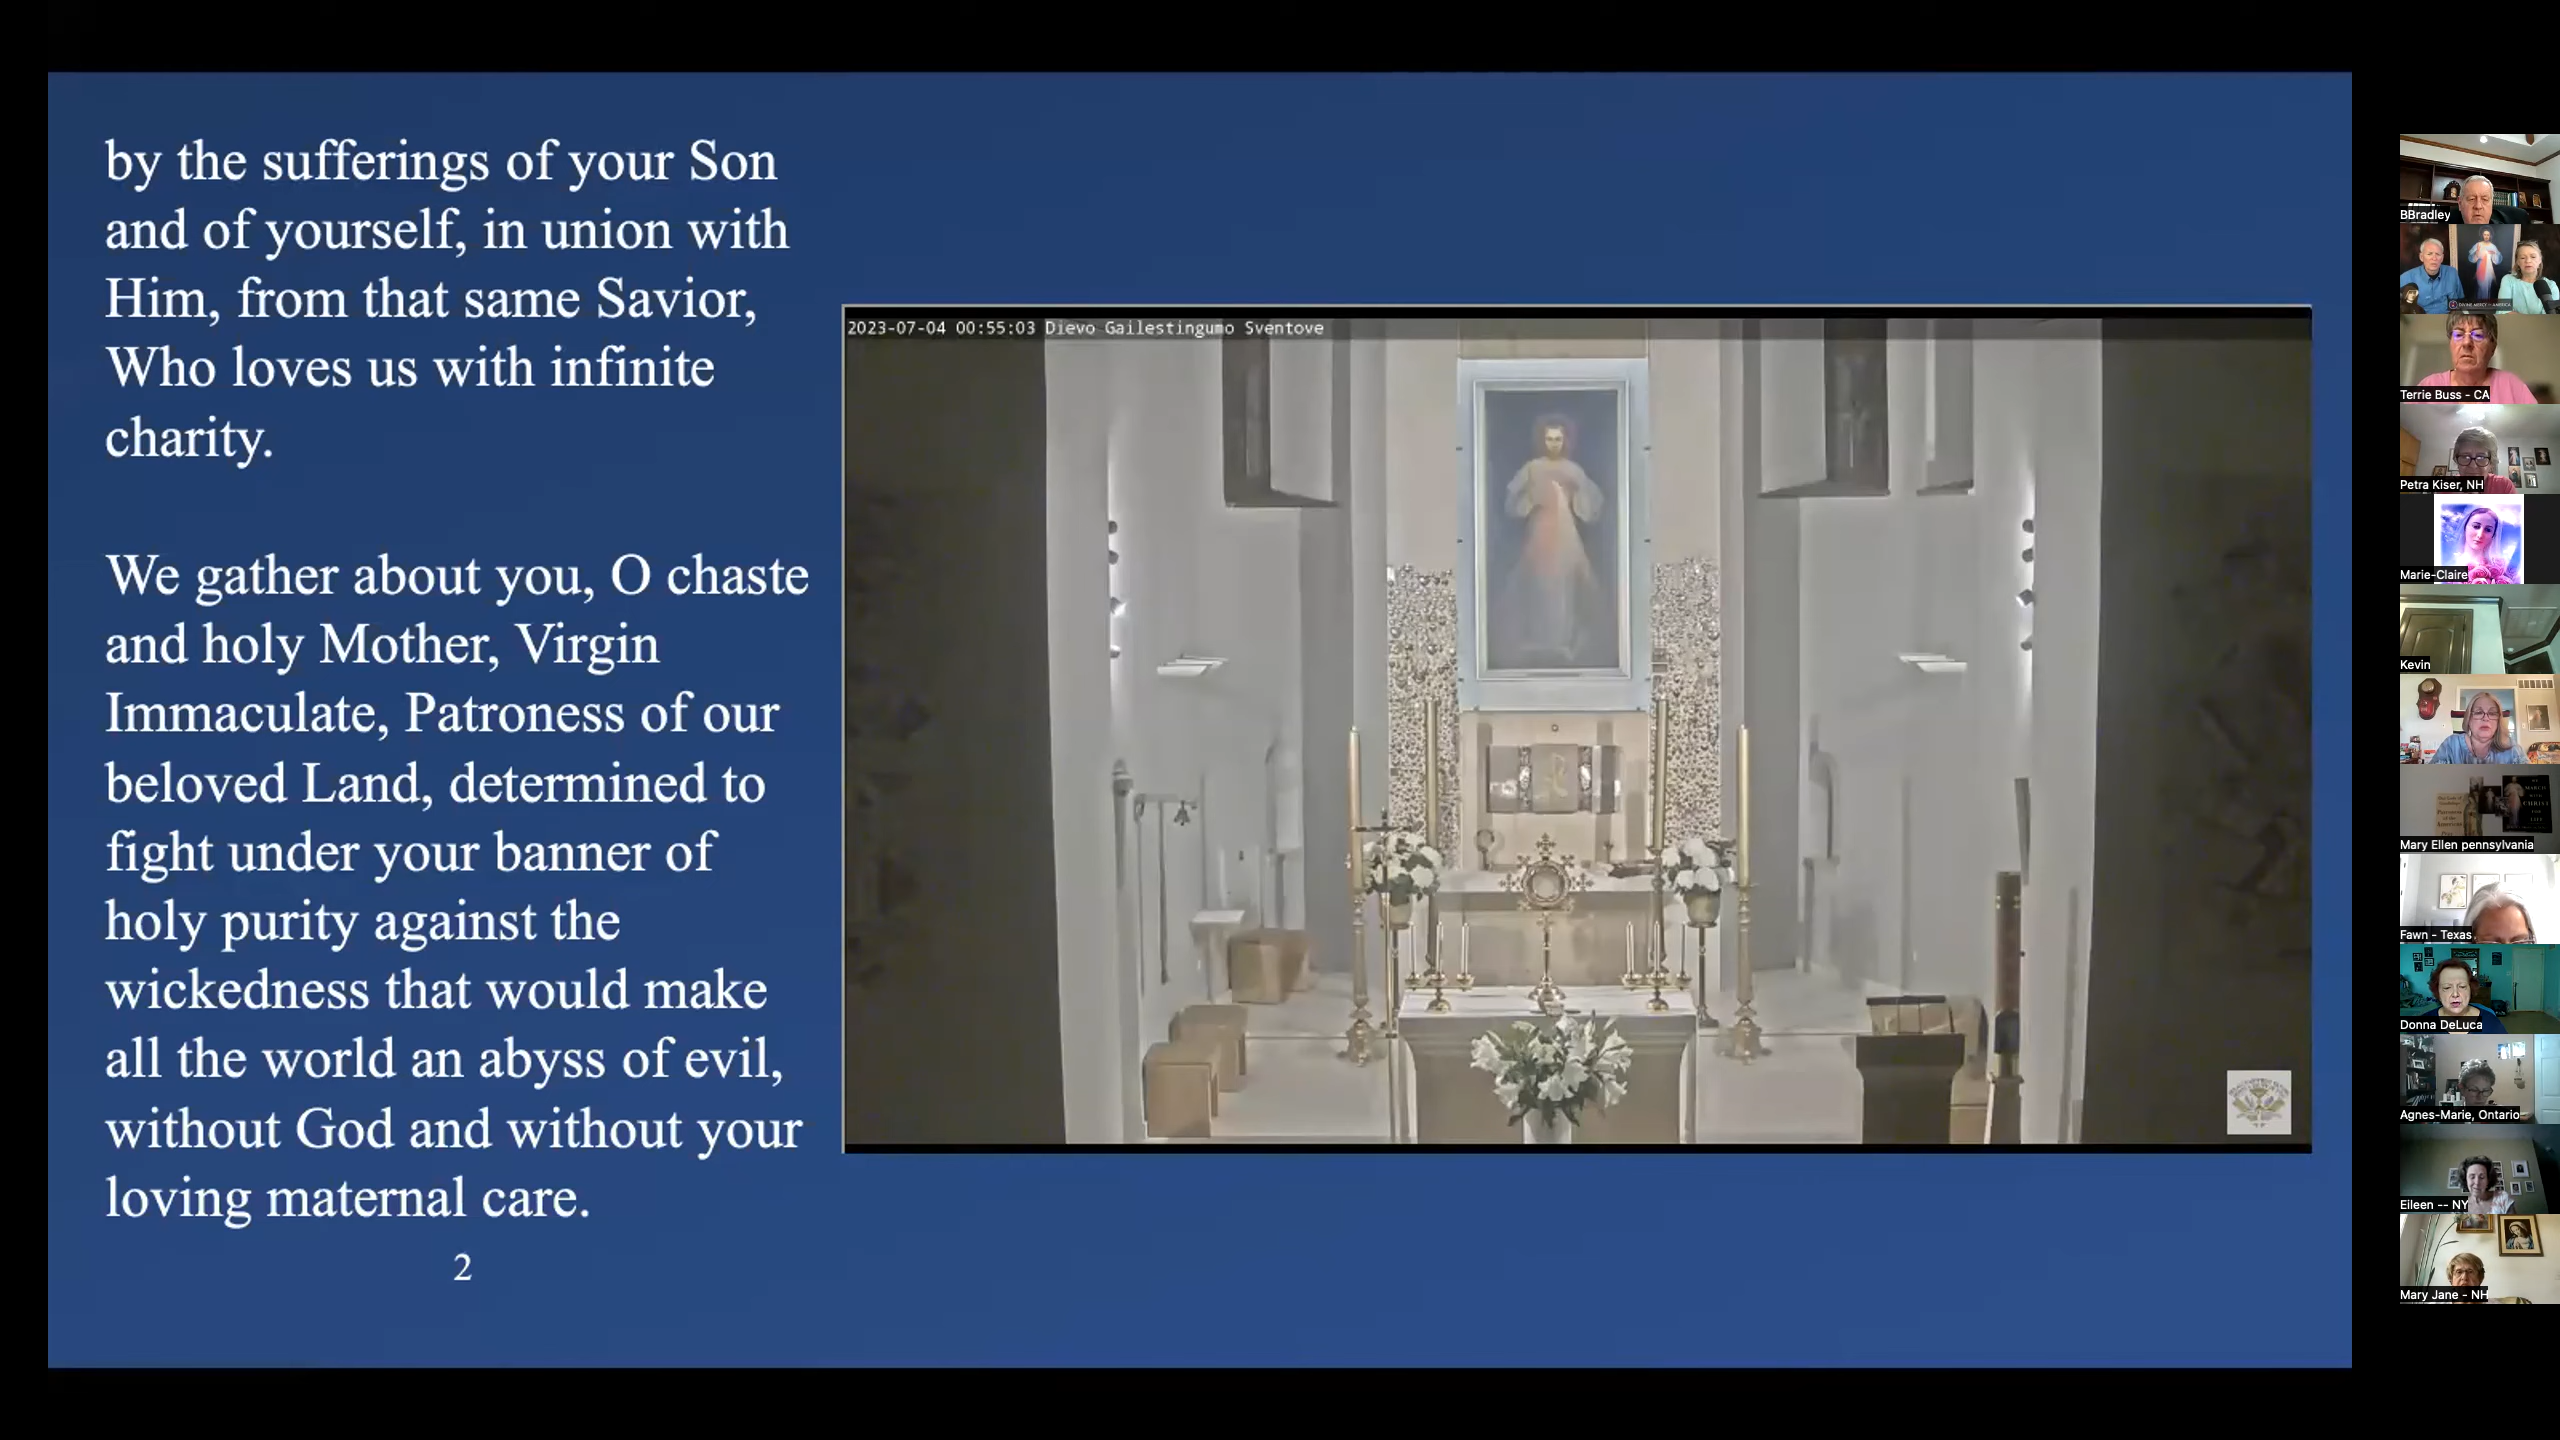 by the sufferings of your Son
and of yourself, in union with
Him, from that same Savior,
Who loves us with infinite
charity.
We gather about you, O chaste
and holy Mother, Virgin
Immaculate, Patroness of our
beloved Land, determined to
fight under your banner of
holy purity against the
wickedness that would make
all the world an abyss of evil,
without God and without your
loving maternal care.
2
2023-07-04 00:55:03 Dievo Gailestingumo Sventove
BBradley
DIVINE MERCY for AMERICA
Terrie Buss - CA
Petra Kiser, NH
Marie-Claire
Kevin
Mary Ellen pennsylvania
Fawn - Texas
Donna DeLuca
Agnes-Marie, Ontario
Eileen -- NY
Mary Jane - NH